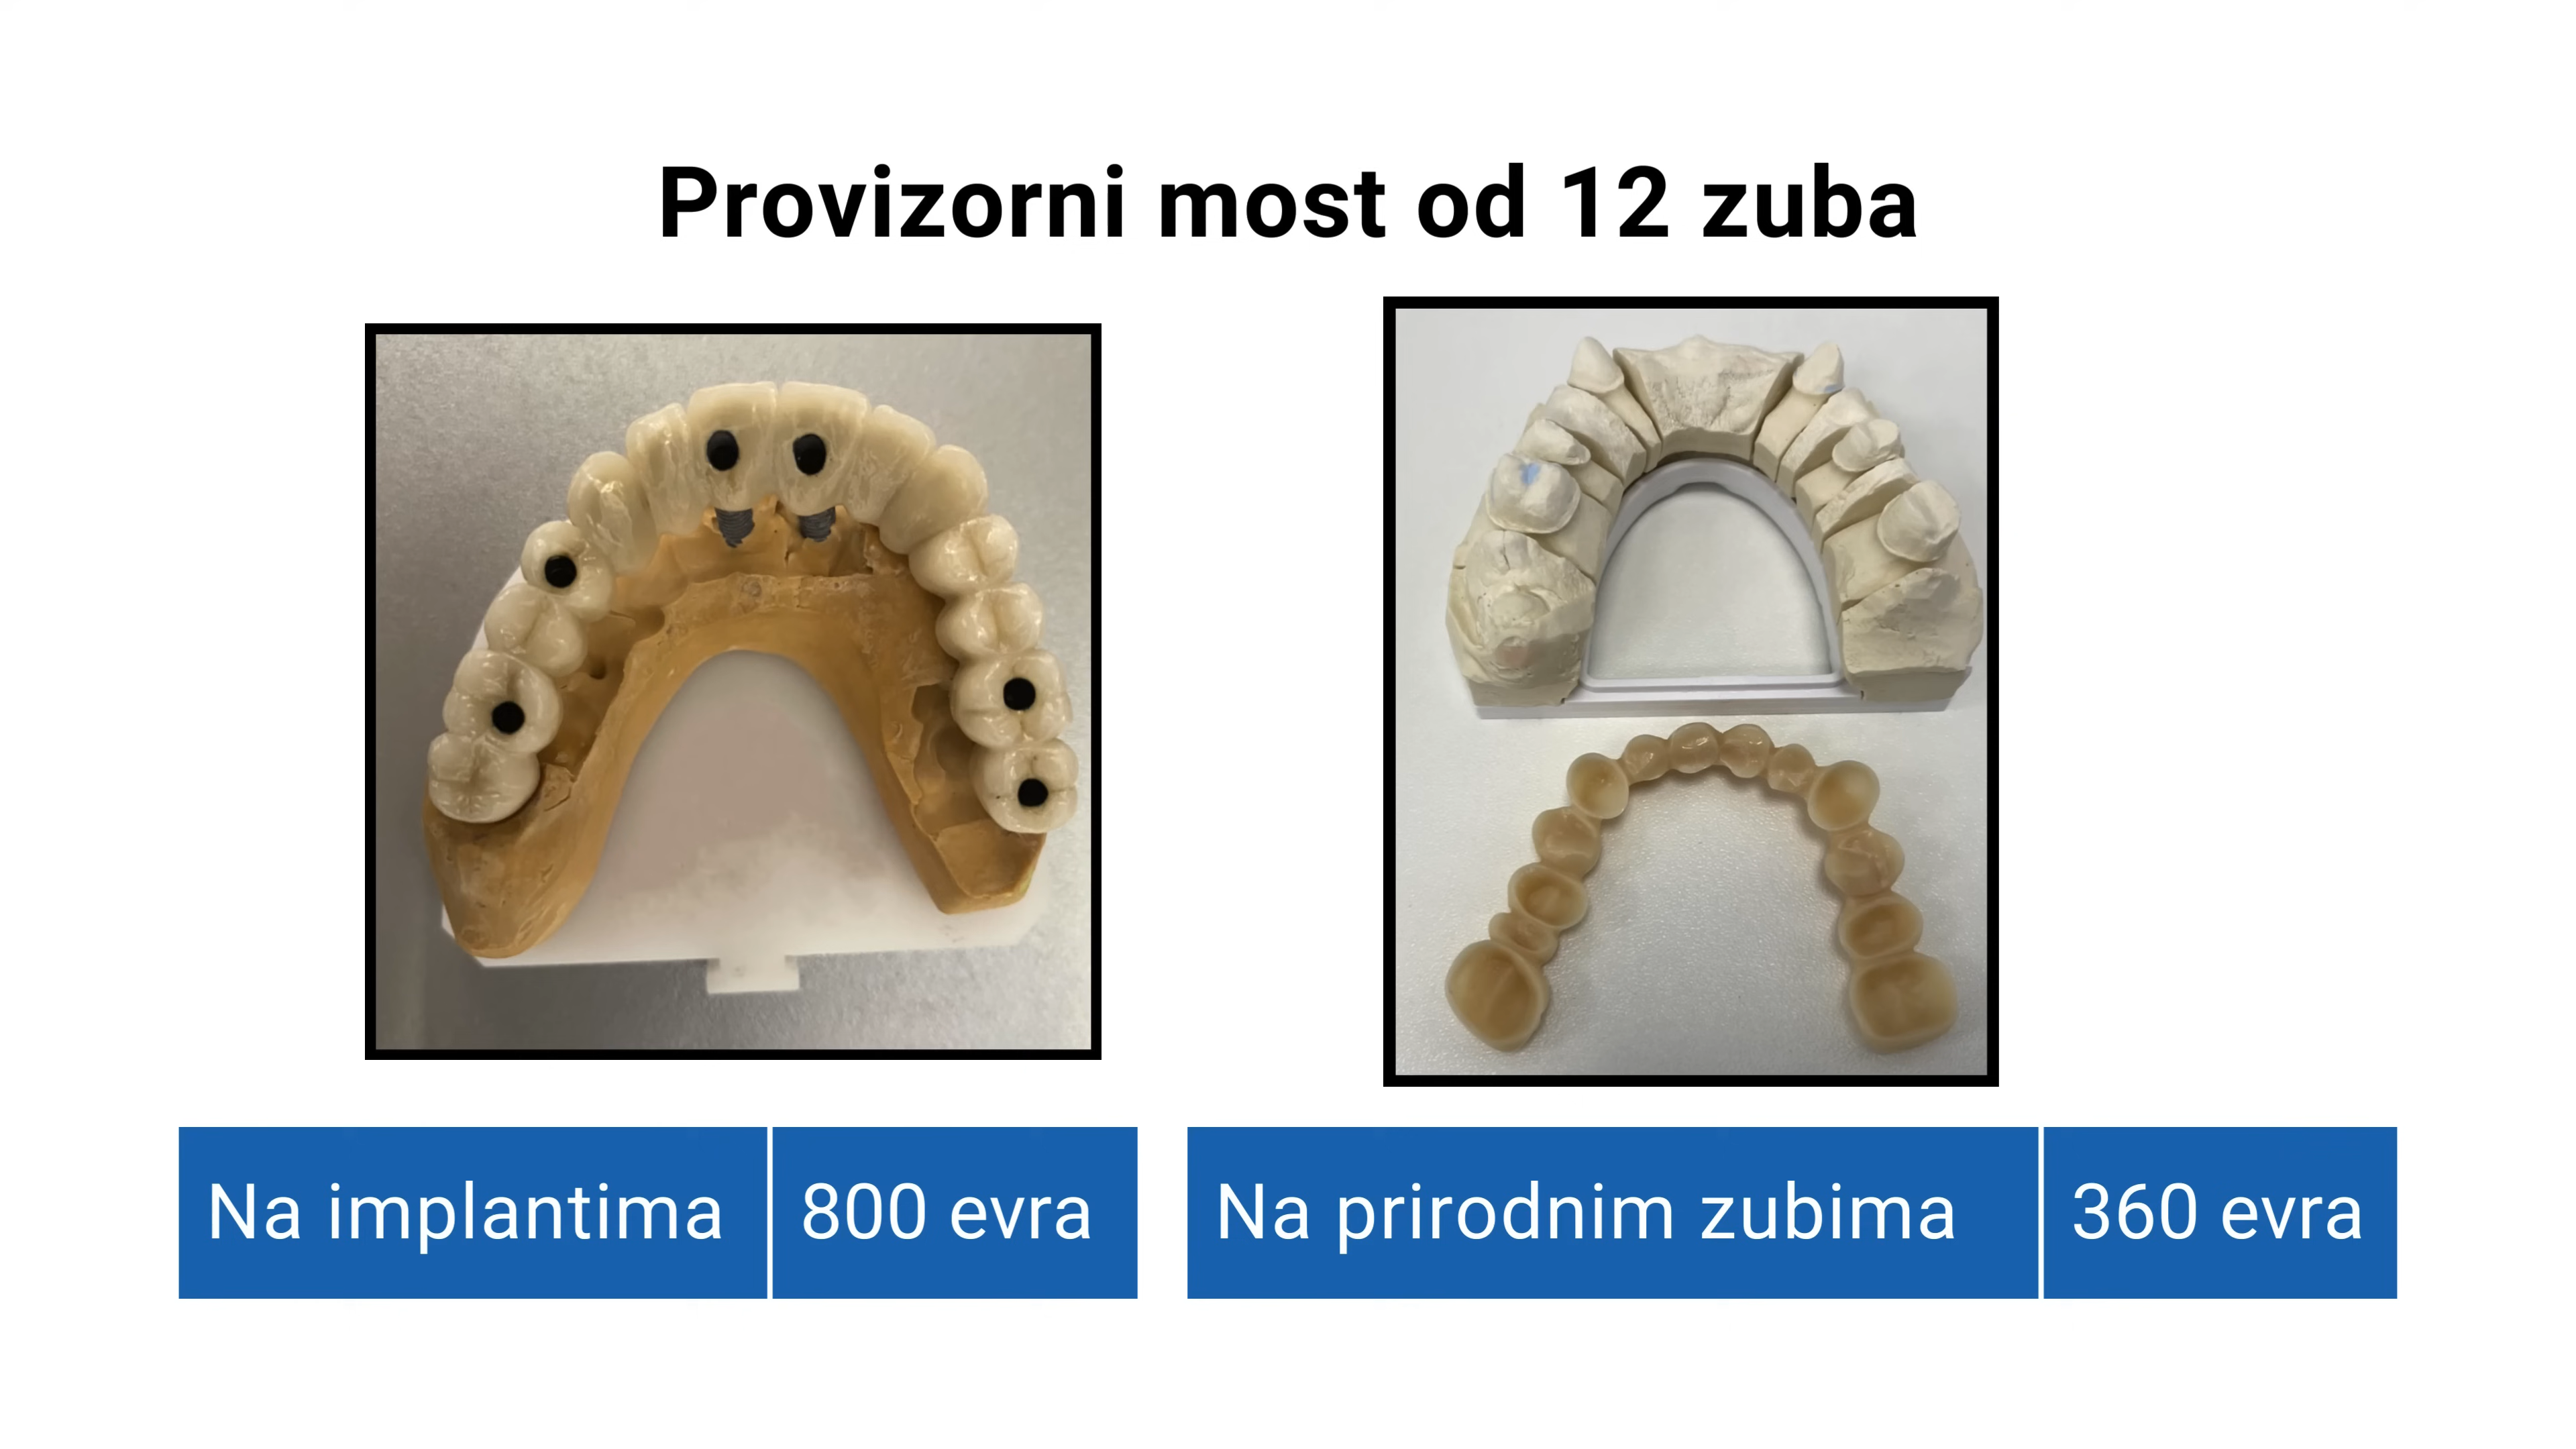 Provizorni most od 12 zuba
Na implantima
800 evra
Na prirodnim zubima
360 evra